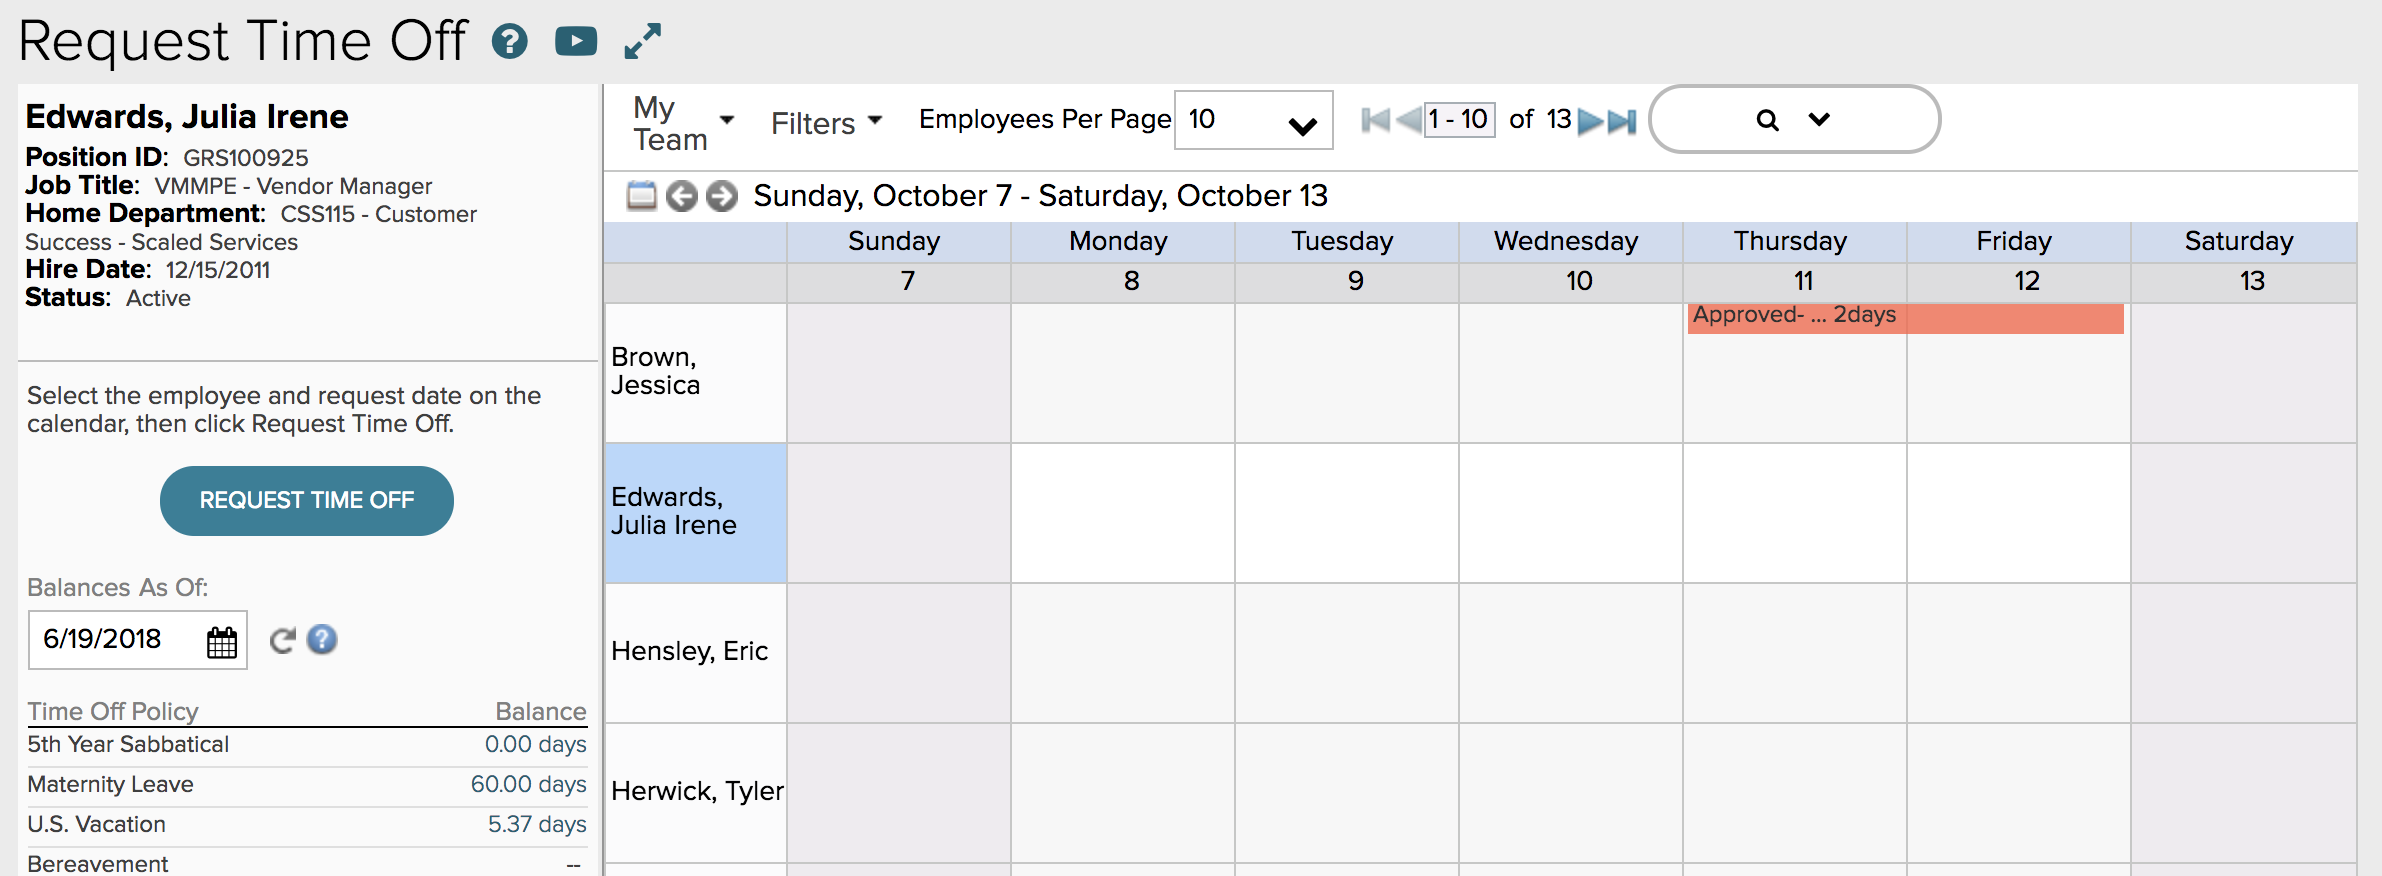 Request Time Off
Edwards, Julia Irene
Position ID: GRS100925
Job Title: VMMPE - Vendor Manager
Home Department: CSS115 - Customer
Success - Scaled Services
Hire Date: 12/15/2011
Status: Active
Select the employee and request date on the
calendar, then click Request Time Off.
REQUEST TIME OFF
Balances As Of:
6/19/2018
Time Off Policy Balance
5th Year Sabbatical 0.00 days
Maternity Leave 60.00 days
U.S. Vacation 5.37 days
Bereavement --
My
Team
Filters
Employees Per Page 10
1 - 10 of 13
Sunday, October 7 - Saturday, October 13
Sunday Monday Tuesday Wednesday Thursday Friday Saturday
7 8 9 10 11 12 13
Approved- ... 2days
Brown,
Jessica
Edwards,
Julia Irene
Hensley, Eric
Herwick, Tyler